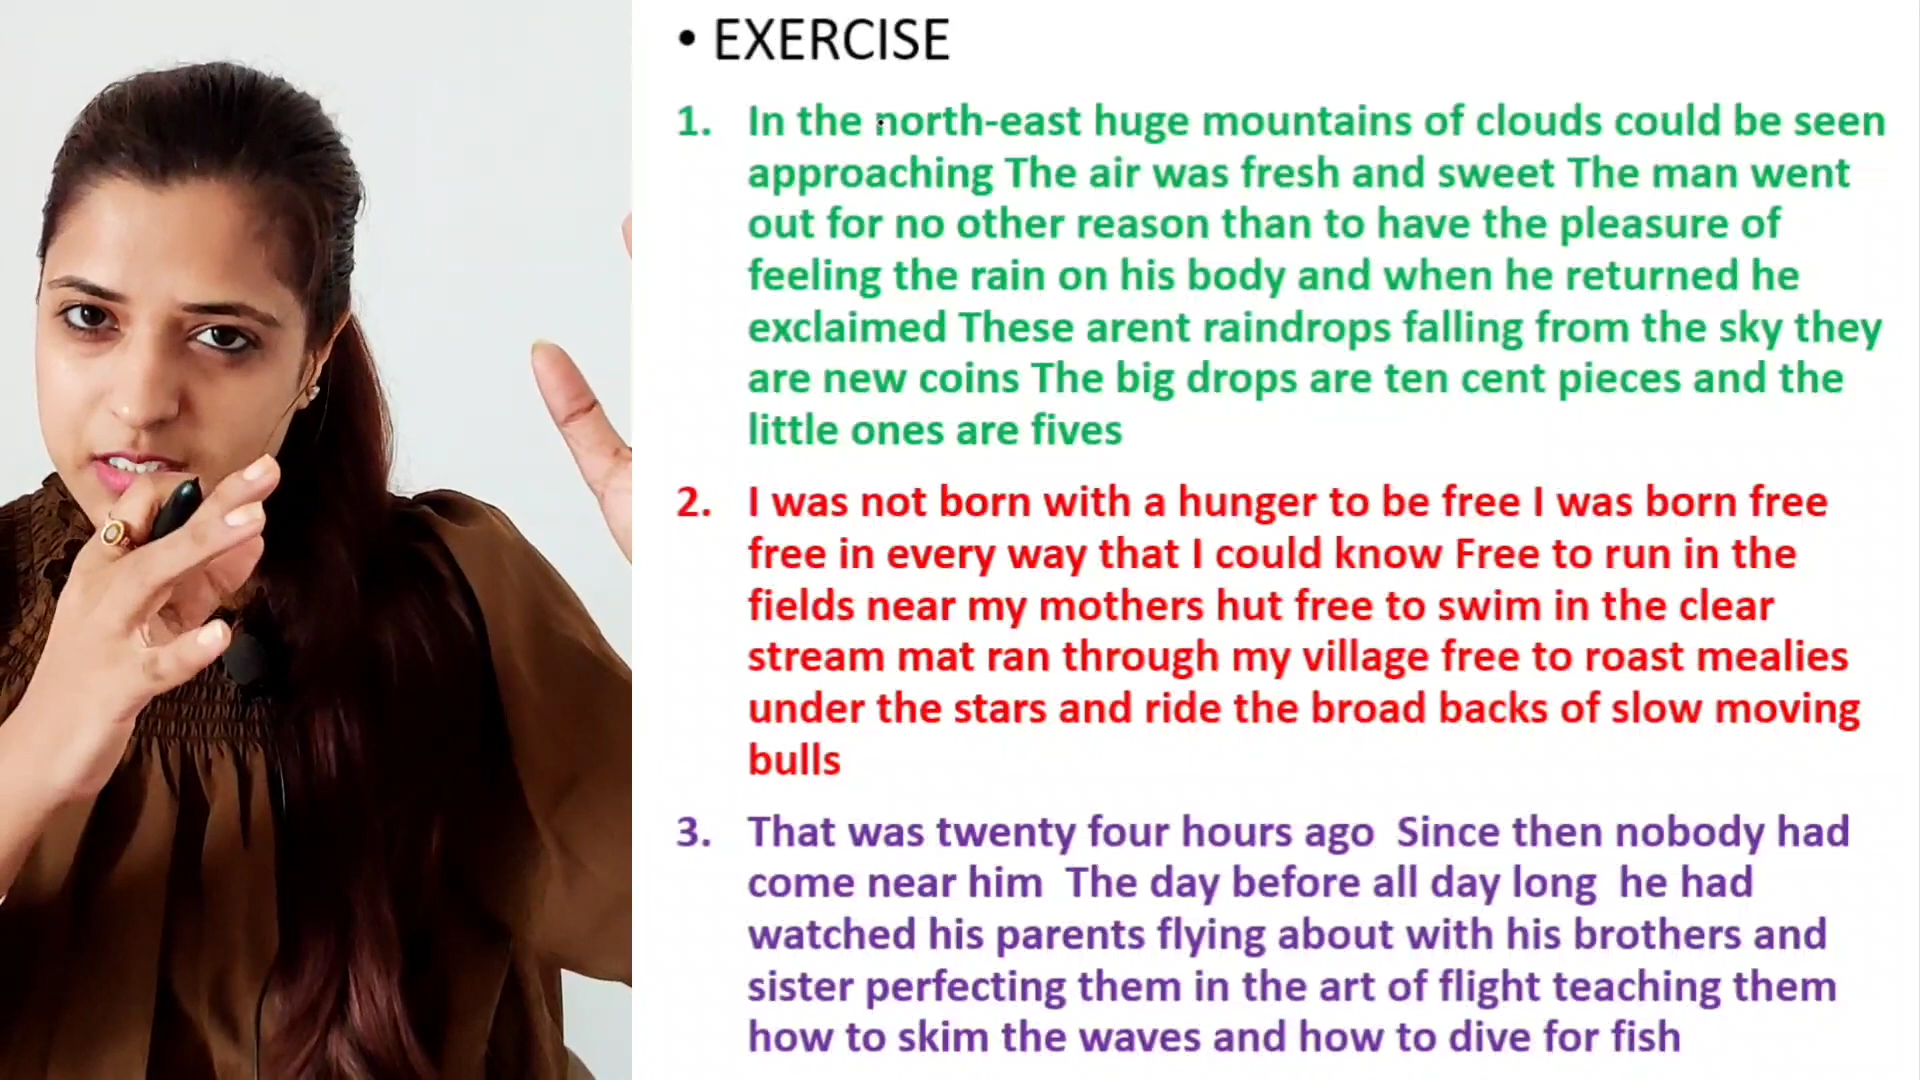 • EXERCISE
1. In the north-east huge mountains of clouds could be seen
approaching The air was fresh and sweet The man went
out for no other reason than to have the pleasure of
feeling the rain on his body and when he returned he
exclaimed These arent raindrops falling from the sky they
are new coins The big drops are ten cent pieces and the
little ones are fives
2. I was not born with a hunger to be free I was born free
free in every way that I could know Free to run in the
fields near my mothers hut free to swim in the clear
stream mat ran through my village free to roast mealies
under the stars and ride the broad backs of slow moving
bulls
3. That was twenty four hours ago  Since then nobody had
come near him  The day before all day long  he had
watched his parents flying about with his brothers and
sister perfecting them in the art of flight teaching them
how to skim the waves and how to dive for fish